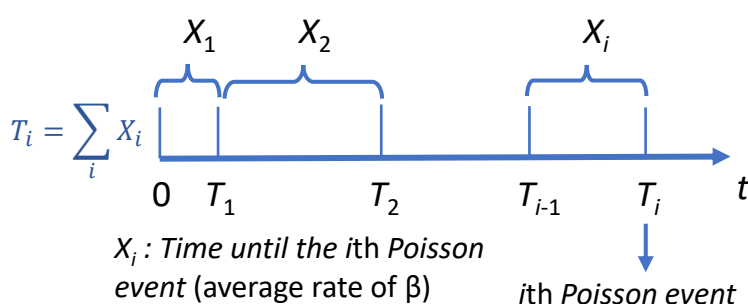 X₁ X₂ Xᵢ
Tᵢ = ∑ᵢ Xᵢ
0 T₁ T₂ Tᵢ₋₁ Tᵢ t
Xᵢ : Time until the ith Poisson
event (average rate of β)
ith Poisson event